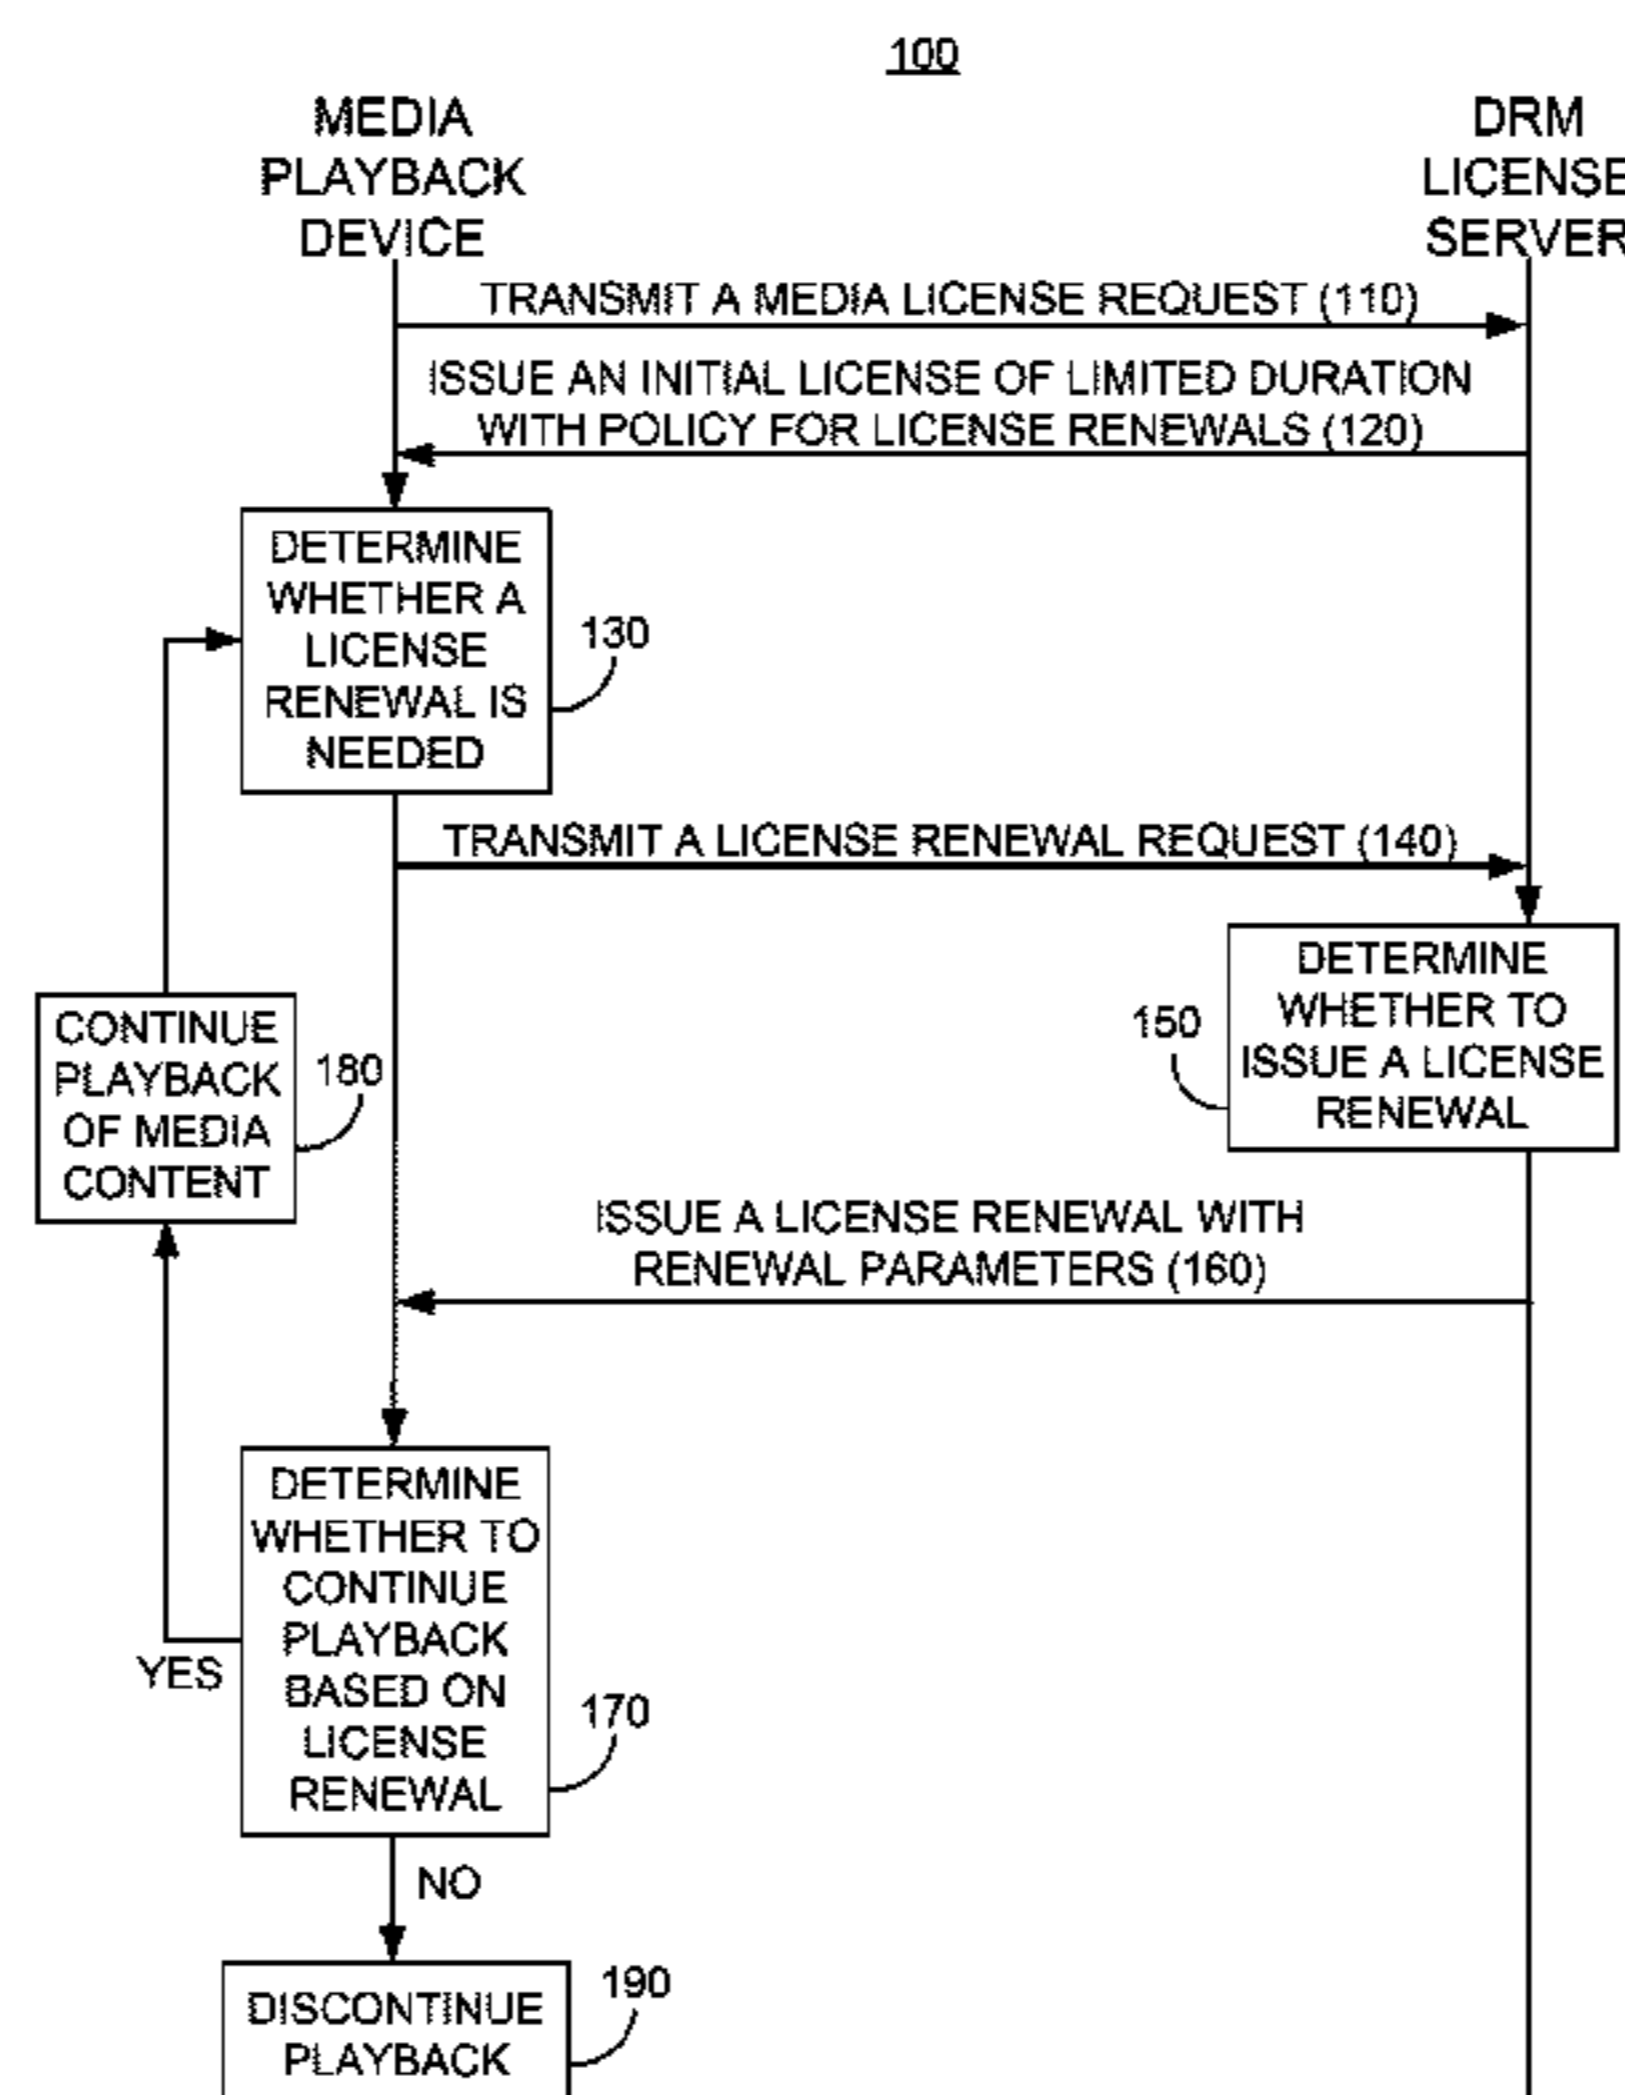 100
MEDIA
PLAYBACK
DEVICE
DRM
LICENSE
SERVER
TRANSMIT A MEDIA LICENSE REQUEST (110)
ISSUE AN INITIAL LICENSE OF LIMITED DURATION
WITH POLICY FOR LICENSE RENEWALS (120)
DETERMINE
WHETHER A
LICENSE
RENEWAL IS
NEEDED
130
TRANSMIT A LICENSE RENEWAL REQUEST (140)
DETERMINE
WHETHER TO
ISSUE A LICENSE
RENEWAL
150
CONTINUE
PLAYBACK
OF MEDIA
CONTENT
180
ISSUE A LICENSE RENEWAL WITH
RENEWAL PARAMETERS (160)
DETERMINE
WHETHER TO
CONTINUE
PLAYBACK
BASED ON
LICENSE
RENEWAL
170
YES
NO
DISCONTINUE
PLAYBACK
190